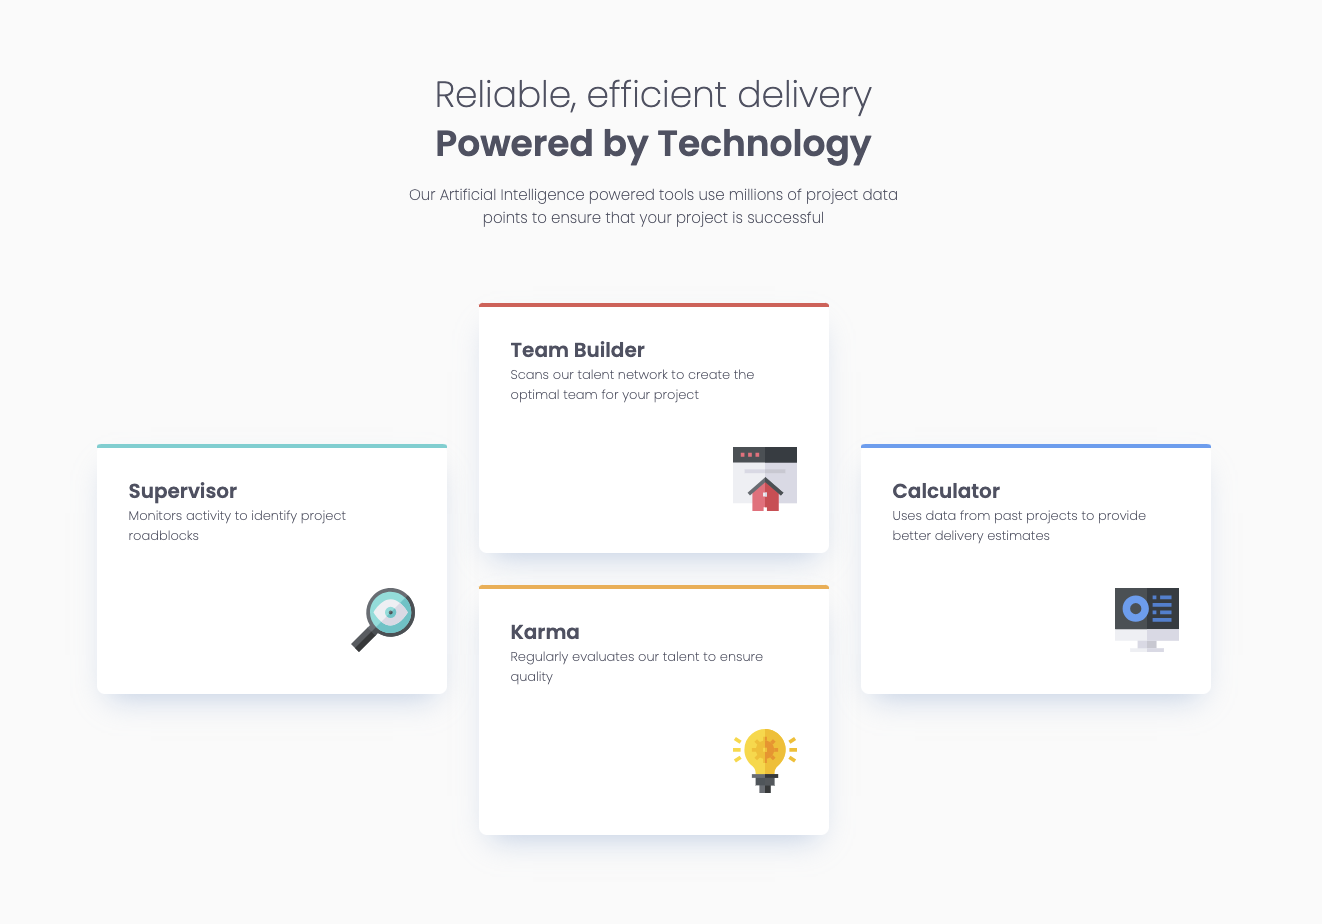 Reliable, efficient delivery
Powered by Technology
Our Artificial Intelligence powered tools use millions of project data
points to ensure that your project is successful
Supervisor
Monitors activity to identify project
roadblocks
Team Builder
Scans our talent network to create the
optimal team for your project
Karma
Regularly evaluates our talent to ensure
quality
Calculator
Uses data from past projects to provide
better delivery estimates